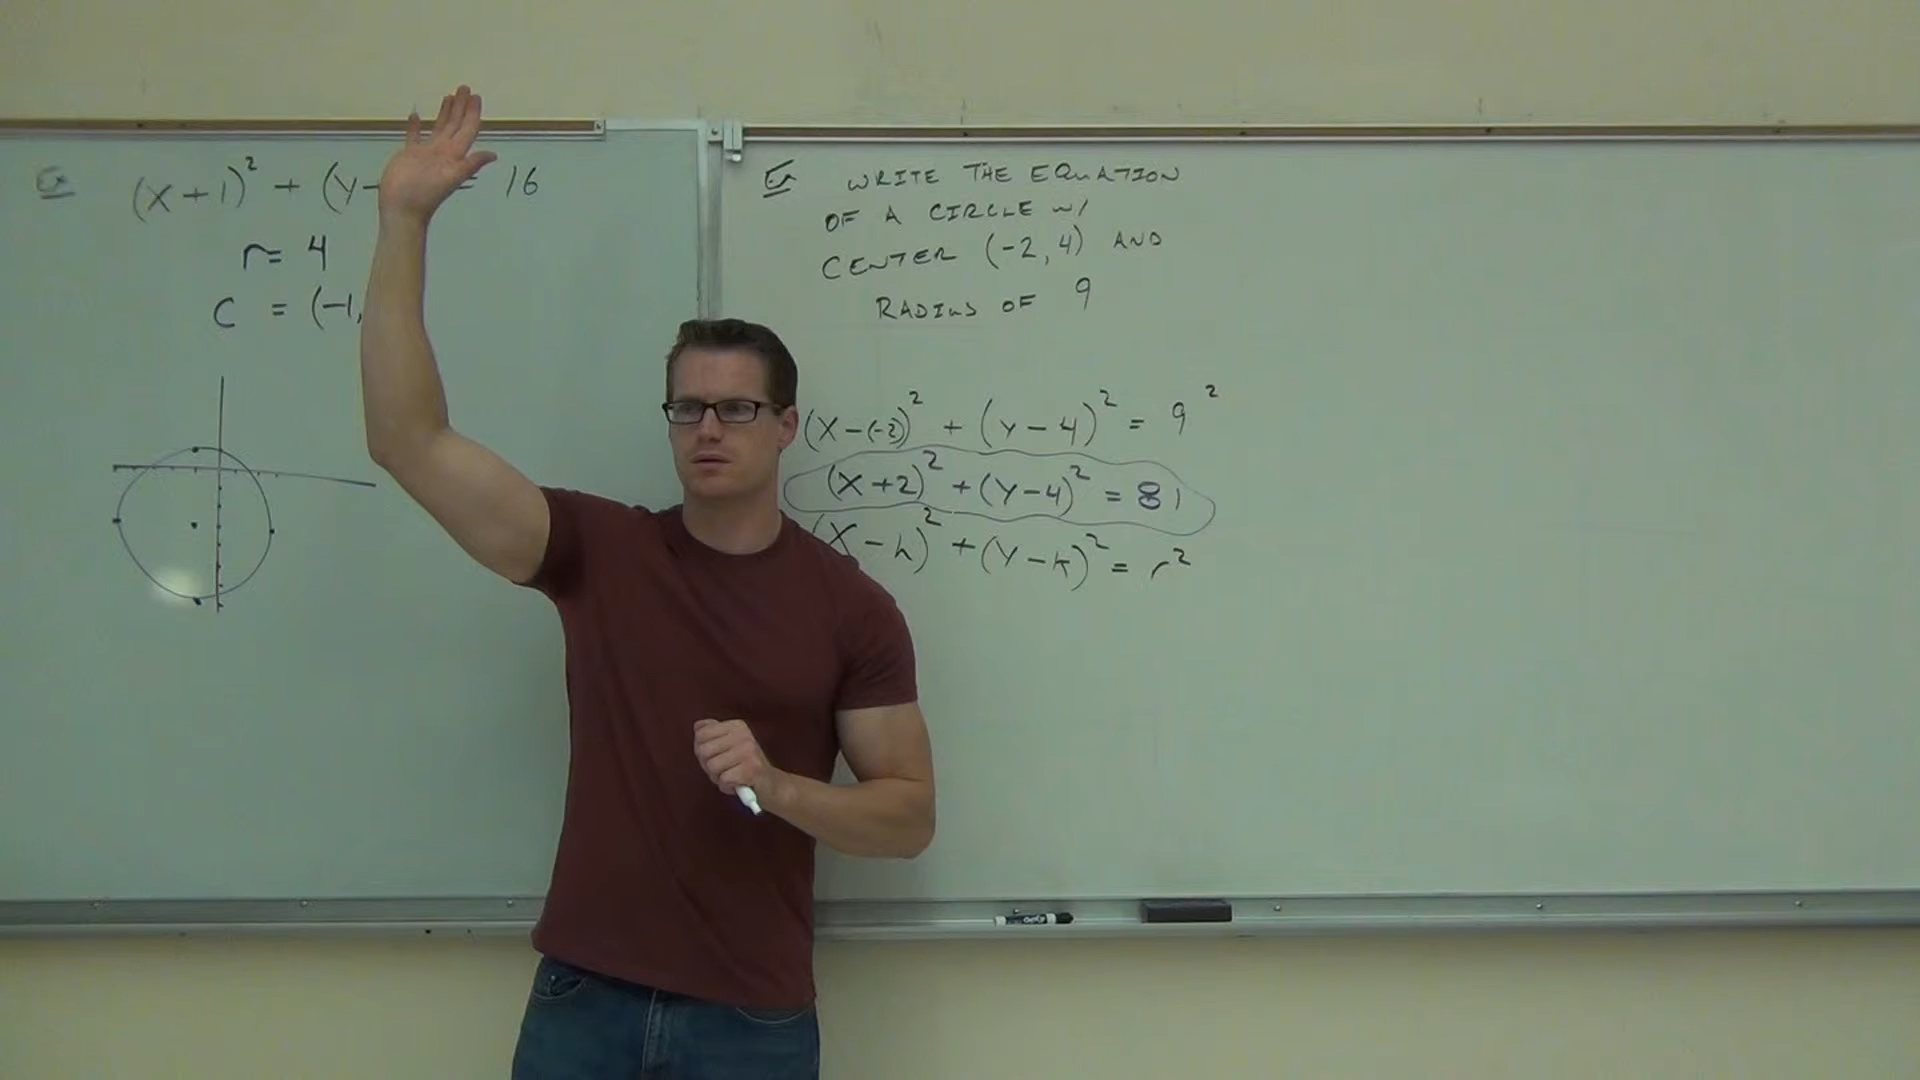 Ex (x+1)² + (y- = 16
r = 4
C = (-1,
Ex WRITE THE EQUATION
OF A CIRCLE w/
CENTER (-2,4) AND
RADIUS OF 9
(x-(-2))² + (y-4)² = 9²
(x+2)² + (y-4)² = 81
(x-h)² + (y-k)² = r²
EXPO